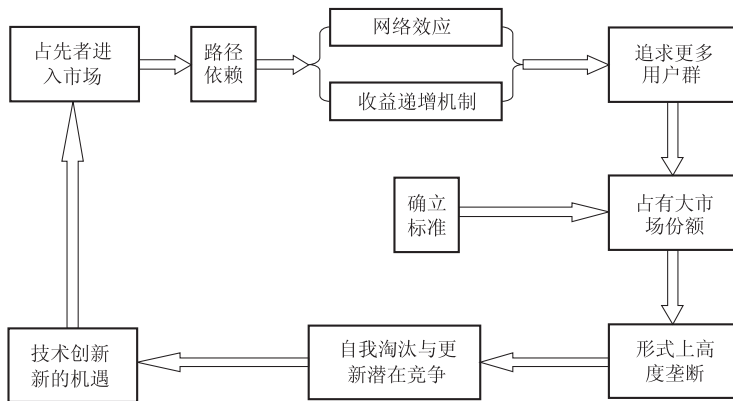 占先者进
入市场
路径
依赖
网络效应
收益递增机制
追求更多
用户群
确立
标准
占有大市
场份额
技术创新
新的机遇
自我淘汰与更
新潜在竞争
形式上高
度垄断